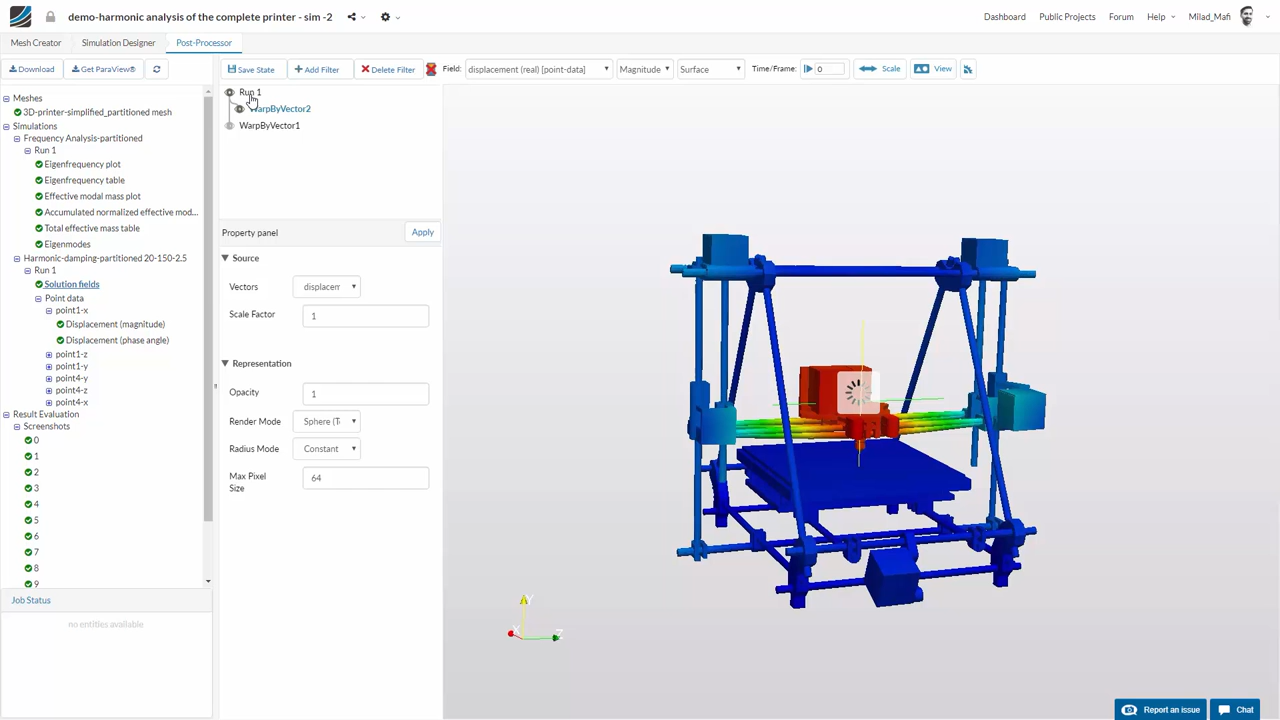 demo-harmonic analysis of the complete printer - sim -2
Dashboard Public Projects Forum Help Milad_Mafi
Mesh Creator Simulation Designer Post-Processor
Download Get ParaView® Save State Add Filter Delete Filter Field: displacement (real) [point-data] Magnitude Surface Time/Frame: 0 Scale View
Meshes
3D-printer-simplified_partitioned mesh
Simulations
Frequency Analysis-partitioned
Run 1
Eigenfrequency plot
Eigenfrequency table
Effective modal mass plot
Accumulated normalized effective mod...
Total effective mass table
Eigenmodes
Harmonic-damping-partitioned 20-150-2.5
Run 1
Solution fields
Point data
point1-x
Displacement (magnitude)
Displacement (phase angle)
point1-z
point1-y
point4-y
point4-z
point4-x
Result Evaluation
Screenshots
0
1
2
3
4
5
6
7
8
9
Job Status
no entities available
Run 1
WarpByVector2
WarpByVector1
Property panel Apply
Source
Vectors displacem
Scale Factor 1
Representation
Opacity 1
Render Mode Sphere (T
Radius Mode Constant
Max Pixel
Size
64
Y
X Z
Report an issue Chat